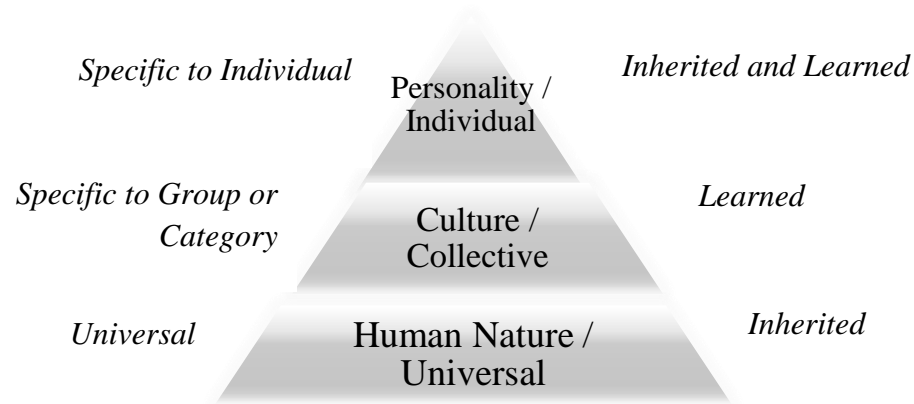 Specific to Individual
Personality /
Individual
Inherited and Learned
Specific to Group or
Category
Culture /
Collective
Learned
Universal
Human Nature /
Universal
Inherited